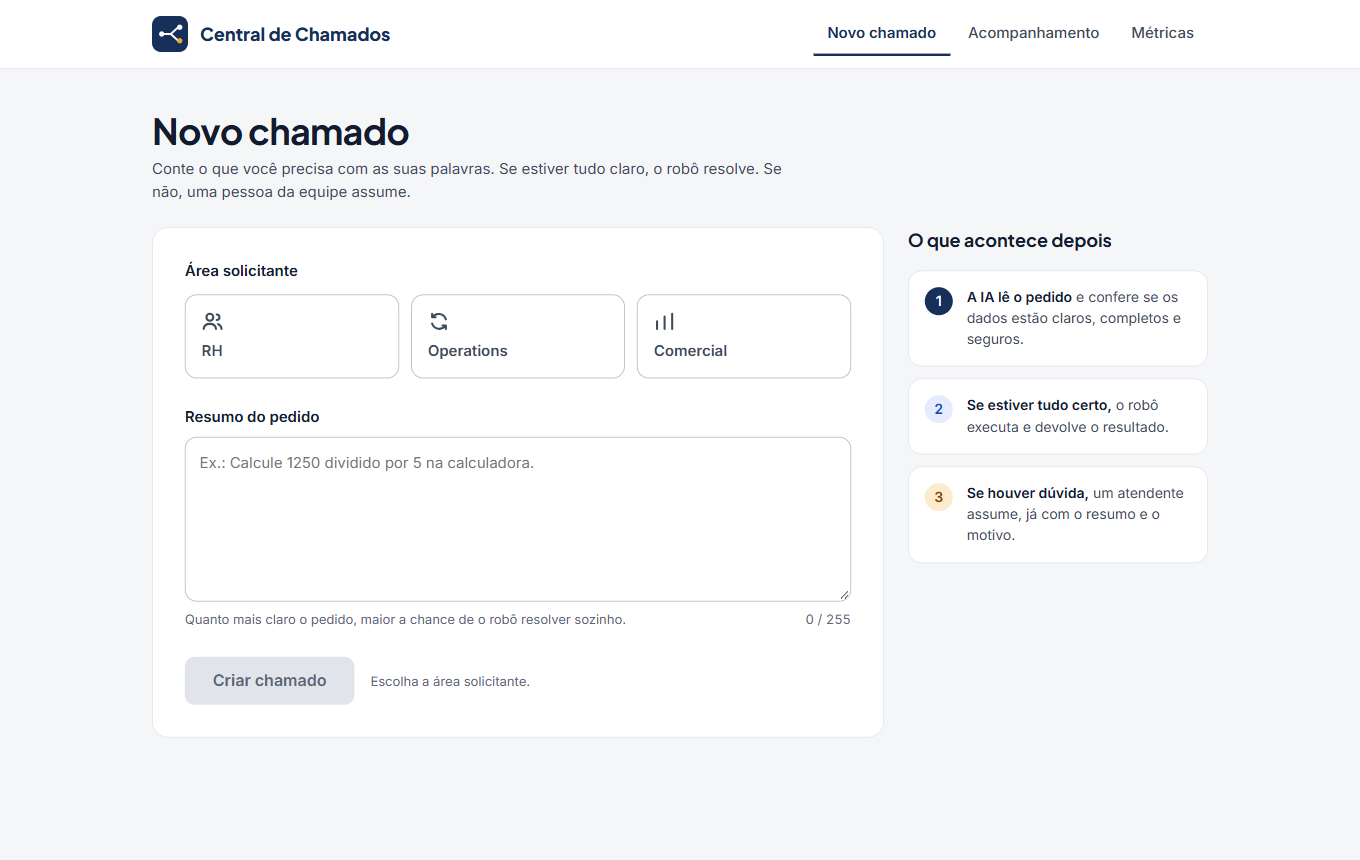 Central de Chamados
Novo chamado
Acompanhamento
Métricas
Novo chamado
Conte o que você precisa com as suas palavras. Se estiver tudo claro, o robô resolve. Se
não, uma pessoa da equipe assume.
Área solicitante
RH
Operations
Comercial
Resumo do pedido
Ex.: Calcule 1250 dividido por 5 na calculadora.
Quanto mais claro o pedido, maior a chance de o robô resolver sozinho.
0 / 255
Criar chamado
Escolha a área solicitante.
O que acontece depois
1
A IA lê o pedido e confere se os
dados estão claros, completos e
seguros.
2
Se estiver tudo certo, o robô
executa e devolve o resultado.
3
Se houver dúvida, um atendente
assume, já com o resumo e o
motivo.